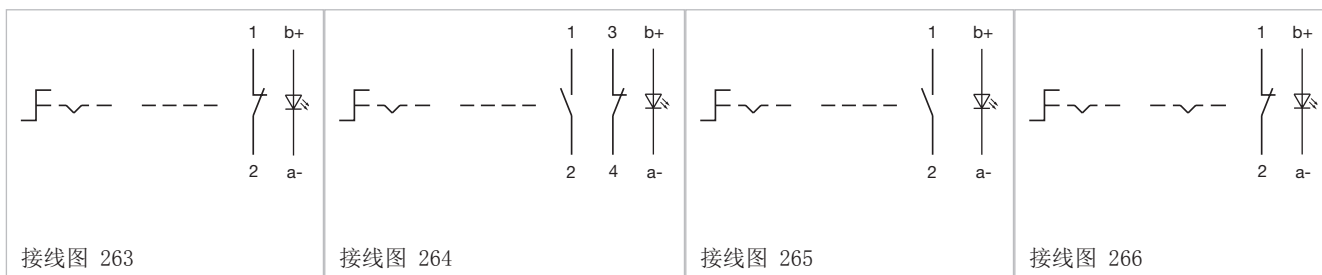 1 b+
2 a-
接线图 263
1 3 b+
2 4 a-
接线图 264
1 b+
2 a-
接线图 265
1 b+
2 a-
接线图 266